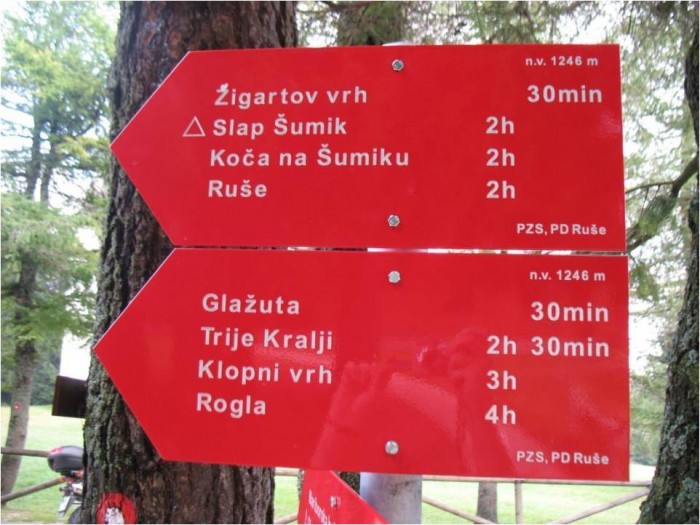 n.v. 1246 m
Žigartov vrh 30min
Slap Šumik 2h
Koča na Šumiku 2h
Ruše 2h
PZS, PD Ruše
n.v. 1246 m
Glažuta 30min
Trije Kralji 2h 30min
Klopni vrh 3h
Rogla 4h
PZS, PD Ruše